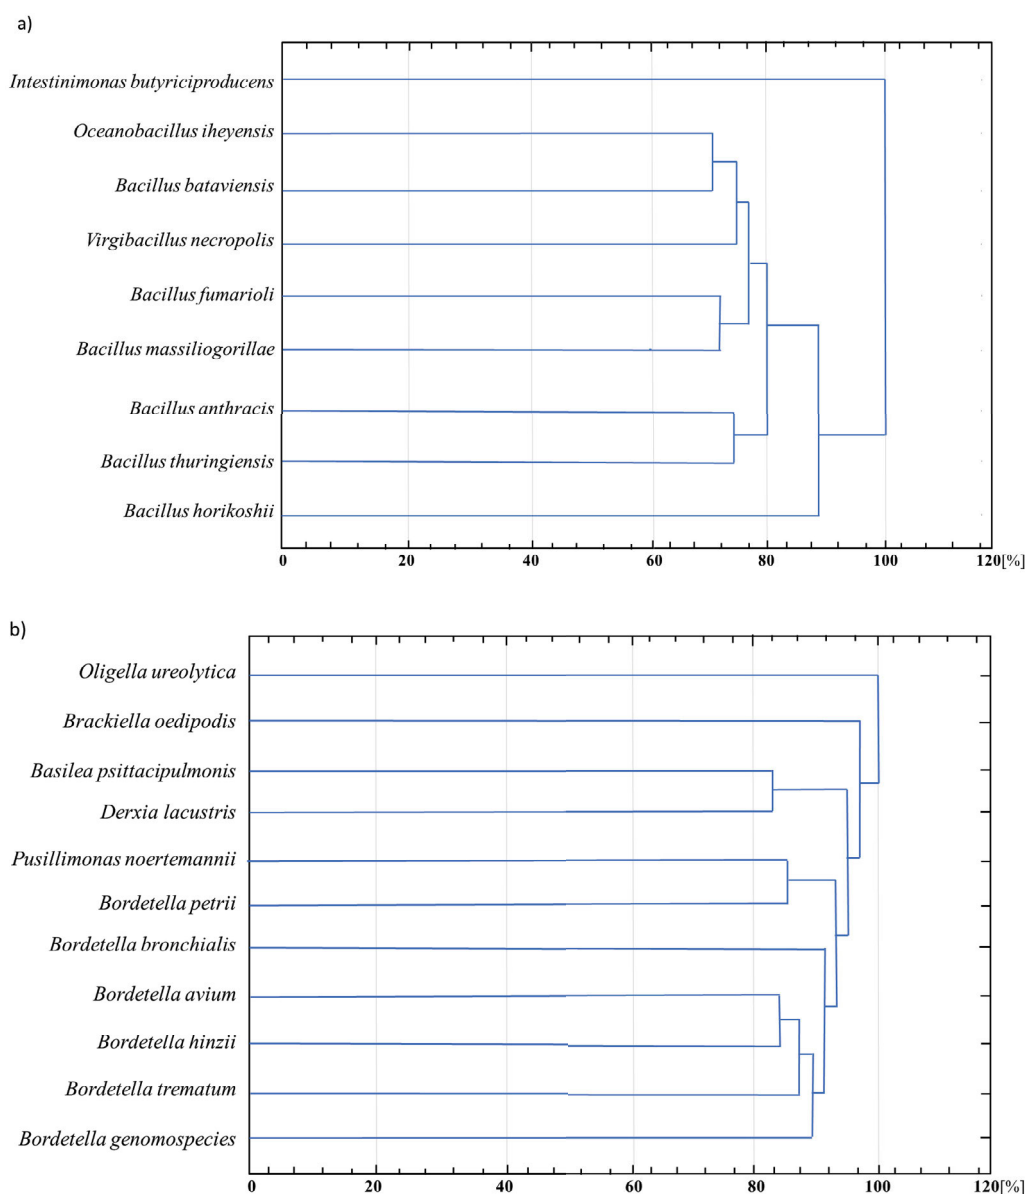 a)
Intestinimonas butyriciproducens
Oceanobacillus iheyensis
Bacillus bataviensis
Virgibacillus necropolis
Bacillus fumarioli
Bacillus massiliogorillae
Bacillus anthracis
Bacillus thuringiensis
Bacillus horikoshii
0 20 40 60 80 100 120[%]
b)
Oligella ureolytica
Brackiella oedipodis
Basilea psittacipulmonis
Derxia lacustris
Pusillimonas noertemannii
Bordetella petrii
Bordetella bronchialis
Bordetella avium
Bordetella hinzii
Bordetella trematum
Bordetella genomospecies
0 20 40 60 80 100 120[%]